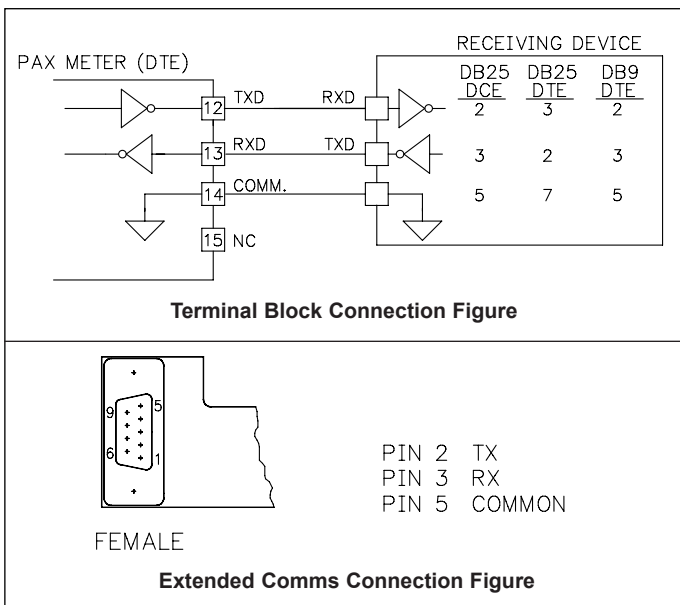 RECEIVING DEVICE
PAX METER (DTE)
DB25 DB25 DB9
DCE DTE DTE
12 TXD RXD 2 3 2
13 RXD TXD 3 2 3
14 COMM. 5 7 5
15 NC
Terminal Block Connection Figure
9 5
6 1
PIN 2 TX
PIN 3 RX
PIN 5 COMMON
FEMALE
Extended Comms Connection Figure